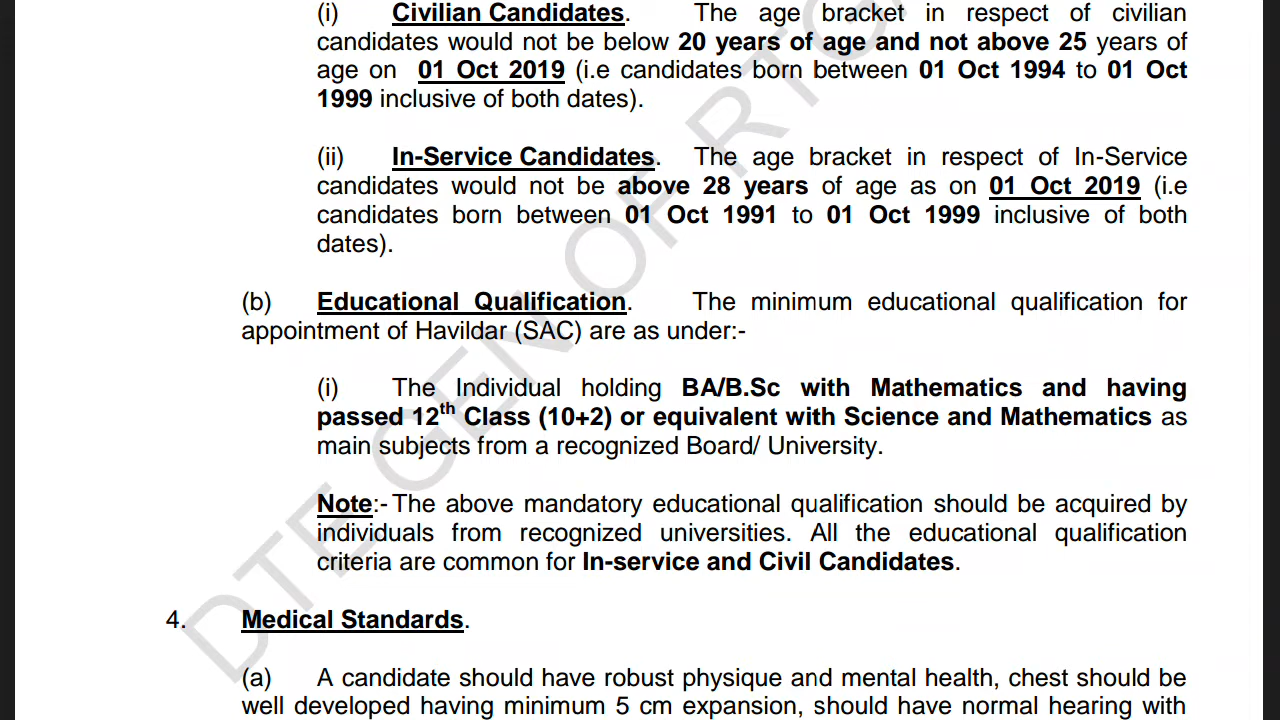 (i) Civilian Candidates. The age bracket in respect of civilian
candidates would not be below 20 years of age and not above 25 years of
age on 01 Oct 2019 (i.e candidates born between 01 Oct 1994 to 01 Oct
1999 inclusive of both dates).
(ii) In-Service Candidates. The age bracket in respect of In-Service
candidates would not be above 28 years of age as on 01 Oct 2019 (i.e
candidates born between 01 Oct 1991 to 01 Oct 1999 inclusive of both
dates).
(b) Educational Qualification. The minimum educational qualification for
appointment of Havildar (SAC) are as under:-
(i) The Individual holding BA/B.Sc with Mathematics and having
passed 12th Class (10+2) or equivalent with Science and Mathematics as
main subjects from a recognized Board/ University.
Note:- The above mandatory educational qualification should be acquired by
individuals from recognized universities. All the educational qualification
criteria are common for In-service and Civil Candidates.
4. Medical Standards.
(a) A candidate should have robust physique and mental health, chest should be
well developed having minimum 5 cm expansion, should have normal hearing with
DTE GEN OF RTG